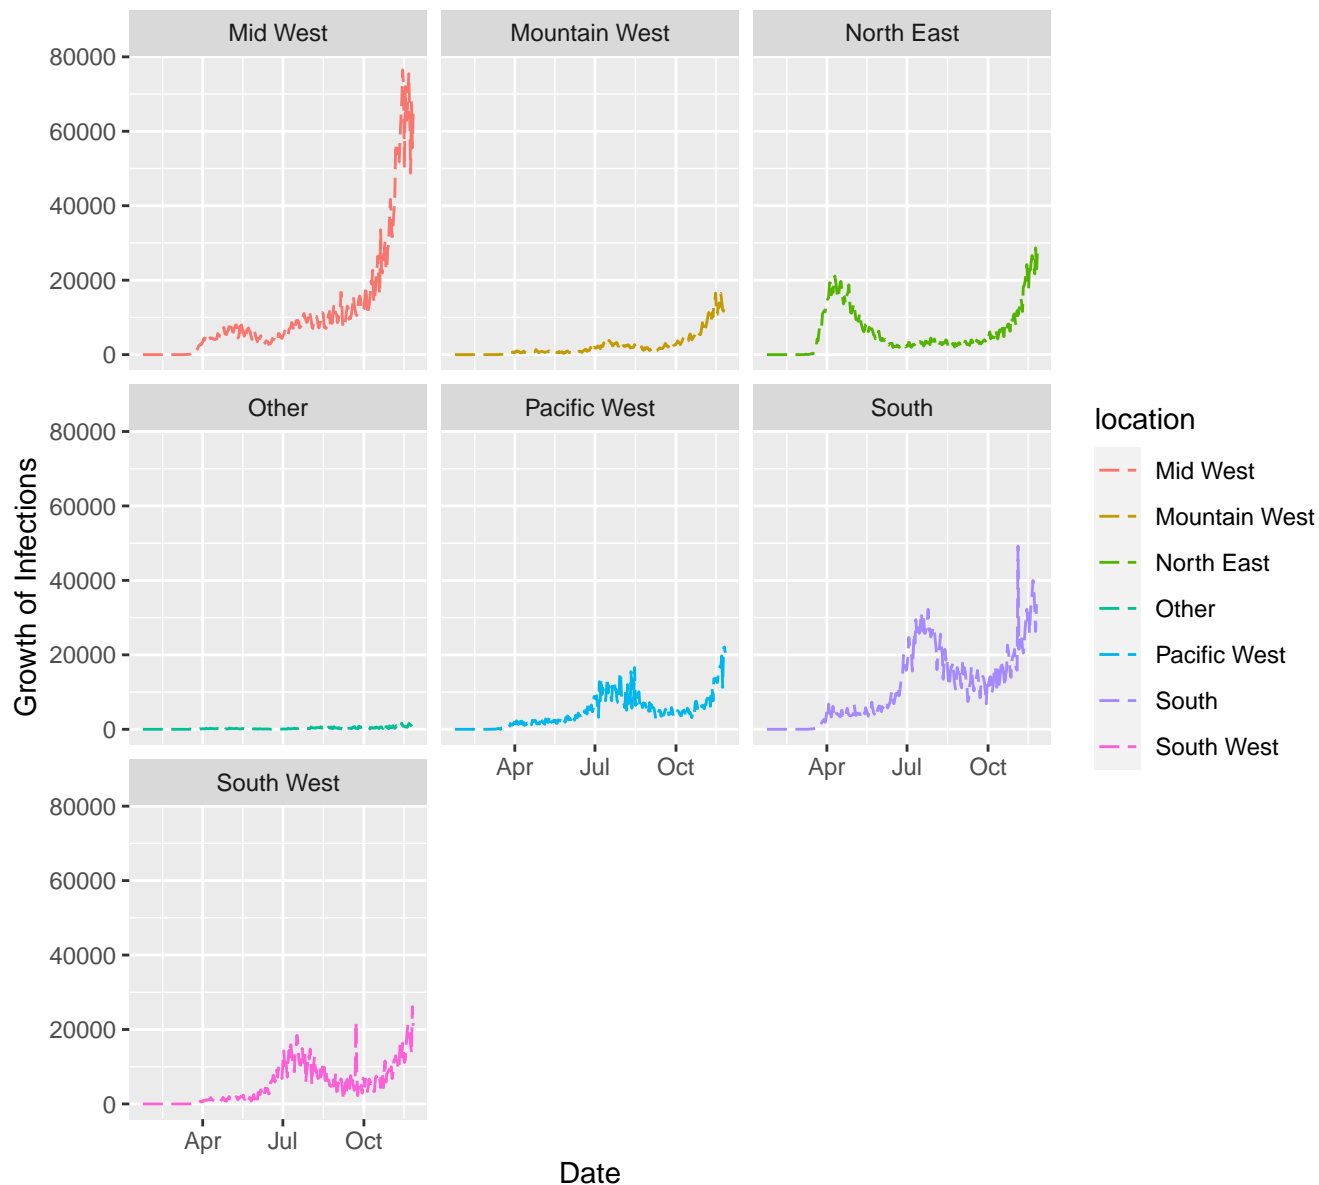 Mid West
Mountain West
North East
80000
60000
40000
20000
0
Other
Pacific West
South
80000
60000
40000
20000
0
Apr
Jul
Oct
Apr
Jul
Oct
South West
80000
60000
40000
20000
0
Apr
Jul
Oct
Growth of Infections
Date
location
Mid West
Mountain West
North East
Other
Pacific West
South
South West